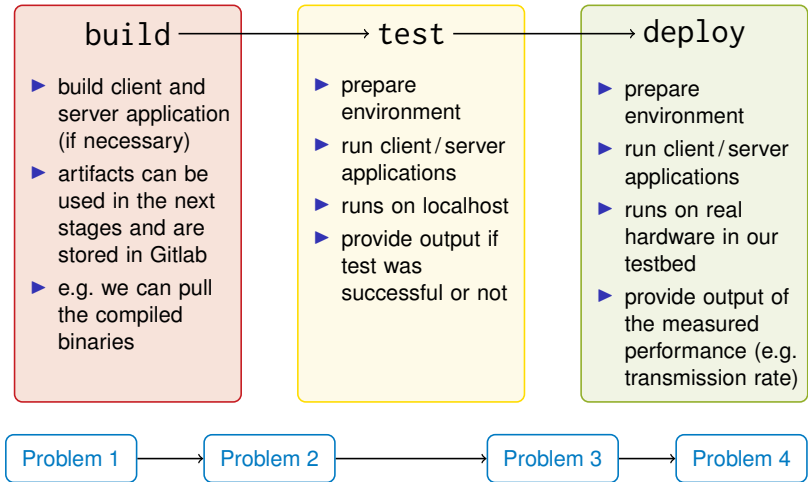 build
build client and
server application
(if necessary)
artifacts can be
used in the next
stages and are
stored in Gitlab
e.g. we can pull
the compiled
binaries
test
prepare
environment
run client / server
applications
runs on localhost
provide output if
test was
successful or not
deploy
prepare
environment
run client / server
applications
runs on real
hardware in our
testbed
provide output of
the measured
performance (e.g.
transmission rate)
Problem 1
Problem 2
Problem 3
Problem 4